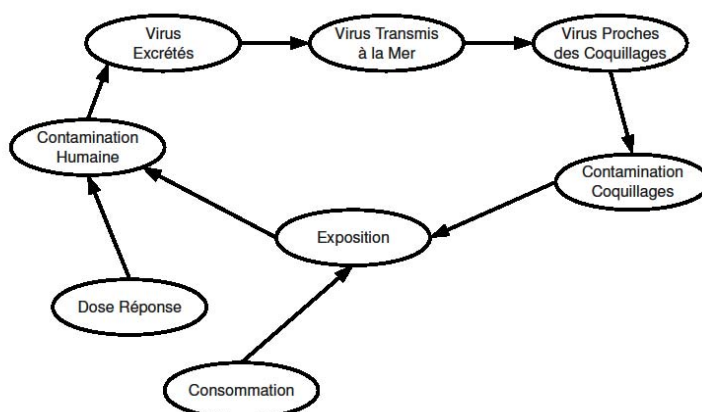 Virus
Excrétés
Virus Transmis
à la Mer
Virus Proches
des Coquillages
Contamination
Humaine
Contamination
Coquillages
Exposition
Dose Réponse
Consommation